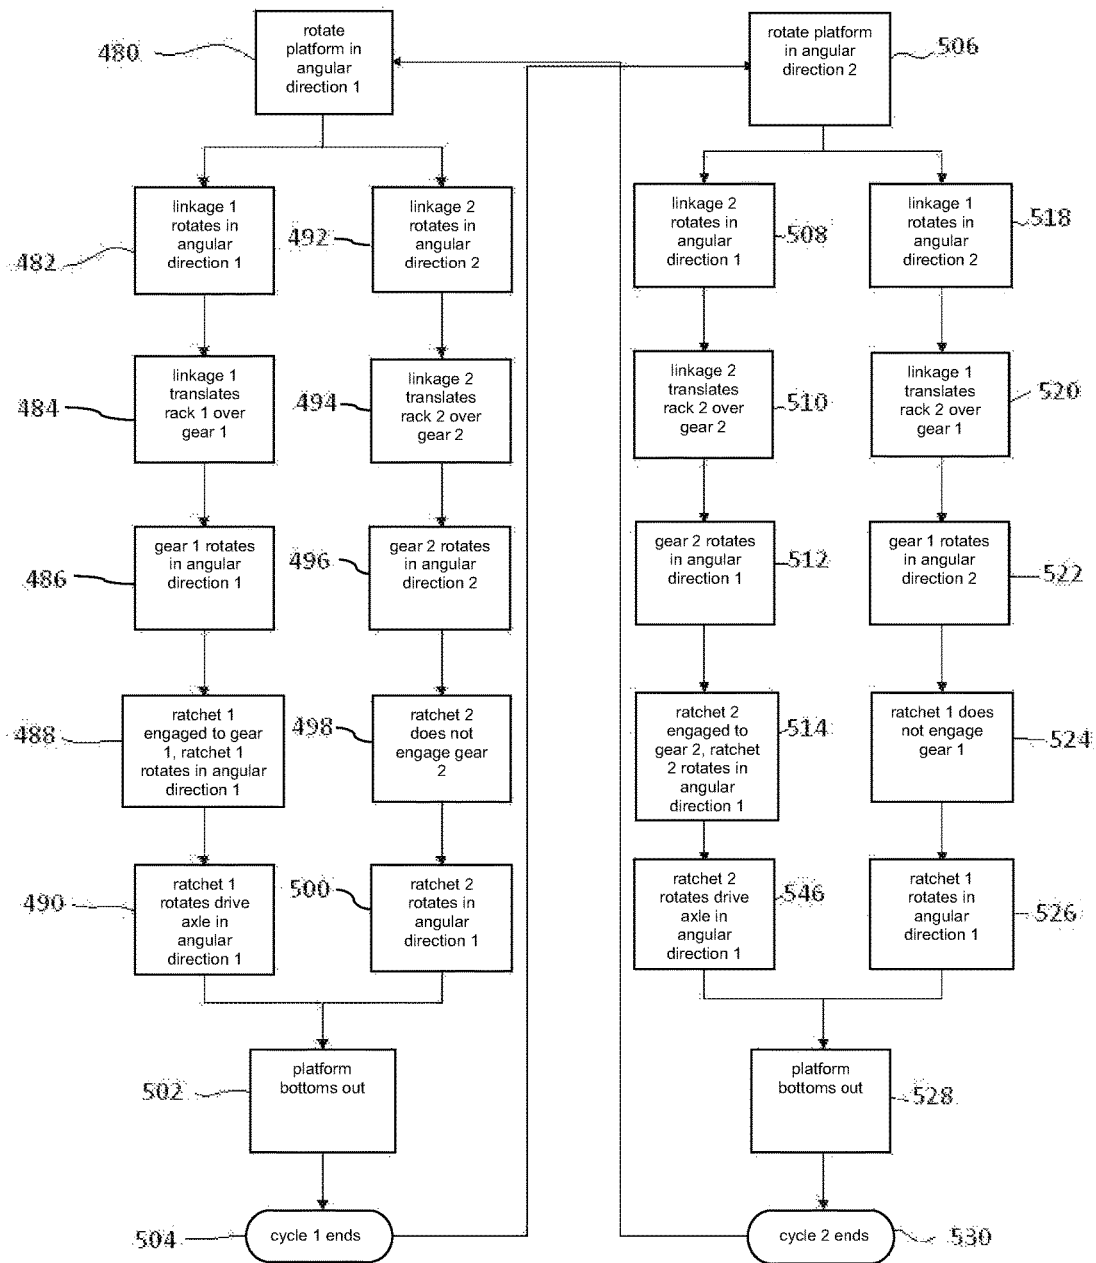 480
rotate
platform in
angular
direction 1
482
linkage 1
rotates in
angular
direction 1
484
linkage 1
translates
rack 1 over
gear 1
486
gear 1 rotates
in angular
direction 1
488
ratchet 1
engaged to gear
1, ratchet 1
rotates in angular
direction 1
490
ratchet 1
rotates drive
axle in
angular
direction 1
492
linkage 2
rotates in
angular
direction 2
494
linkage 2
translates
rack 2 over
gear 2
496
gear 2 rotates
in angular
direction 2
498
ratchet 2
does not
engage gear
2
500
ratchet 2
rotates in
angular
direction 1
502
platform
bottoms out
504
cycle 1 ends
rotate platform
in angular
direction 2
506
linkage 2
rotates in
angular
direction 1
508
linkage 2
translates
rack 2 over
gear 2
510
gear 2 rotates
in angular
direction 1
512
ratchet 2
engaged to
gear 2, ratchet
2 rotates in
angular
direction 1
514
ratchet 2
rotates drive
axle in
angular
direction 1
546
linkage 1
rotates in
angular
direction 2
518
linkage 1
translates
rack 2 over
gear 1
520
gear 1 rotates
in angular
direction 2
522
ratchet 1 does
not engage
gear 1
524
ratchet 1
rotates in
angular
direction 1
526
platform
bottoms out
528
cycle 2 ends
530